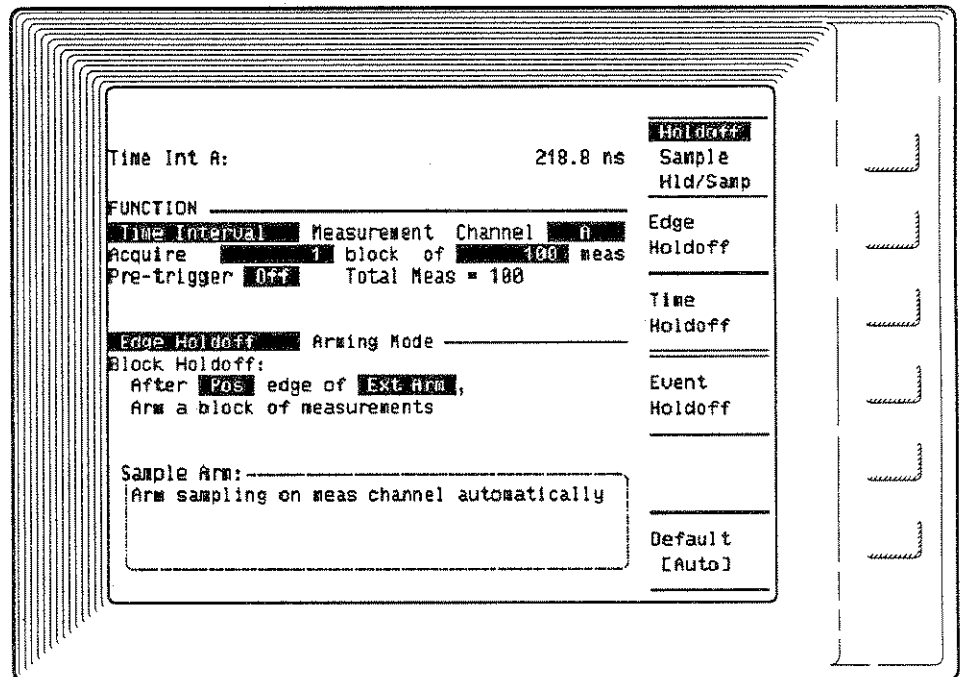 Time Int A: 218.8 ns
FUNCTION
Time Interval Measurement Channel A
Acquire 1 block of 100 meas
Pre-trigger Off Total Meas = 100
Edge Holdoff Arming Mode
Block Holdoff:
After Pos edge of Ext Arm,
Arm a block of measurements
Sample Arm:
Arm sampling on meas channel automatically
Holdoff
Sample
Hld/Samp
Edge
Holdoff
Time
Holdoff
Event
Holdoff
Default
[Auto]